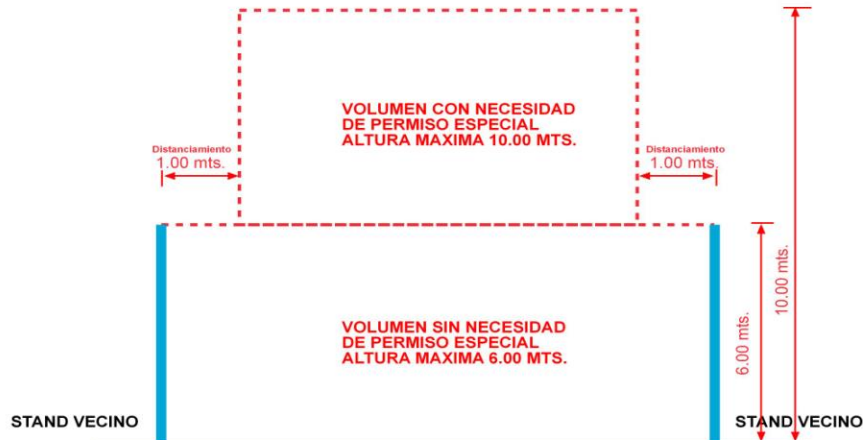 VOLUMEN CON NECESIDAD
DE PERMISO ESPECIAL
ALTURA MAXIMA 10.00 MTS.
Distanciamiento
1.00 mts.
Distanciamiento
1.00 mts.
10.00 mts.
6.00 mts.
VOLUMEN SIN NECESIDAD
DE PERMISO ESPECIAL
ALTURA MAXIMA 6.00 MTS.
STAND VECINO
STAND VECINO